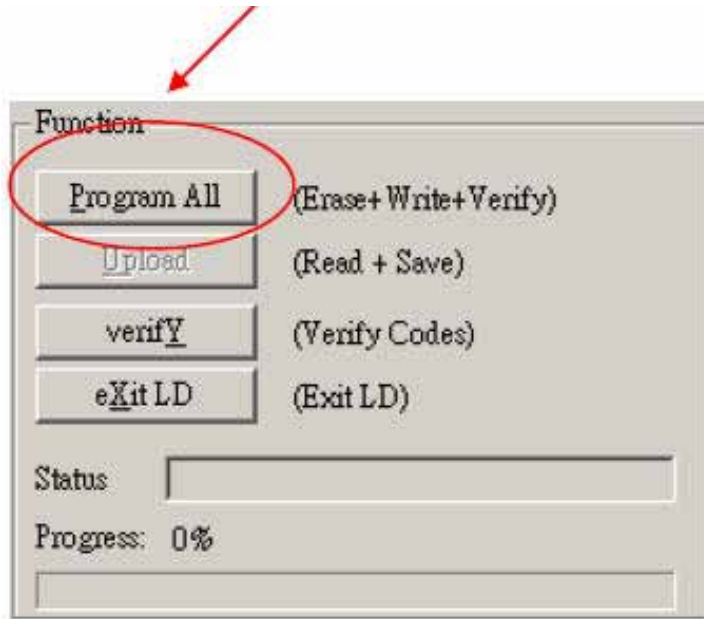 Function
Program All (Erase+Write+Verify)
Upload (Read + Save)
verifY (Verify Codes)
eXit LD (Exit LD)
Status
Progress: 0%